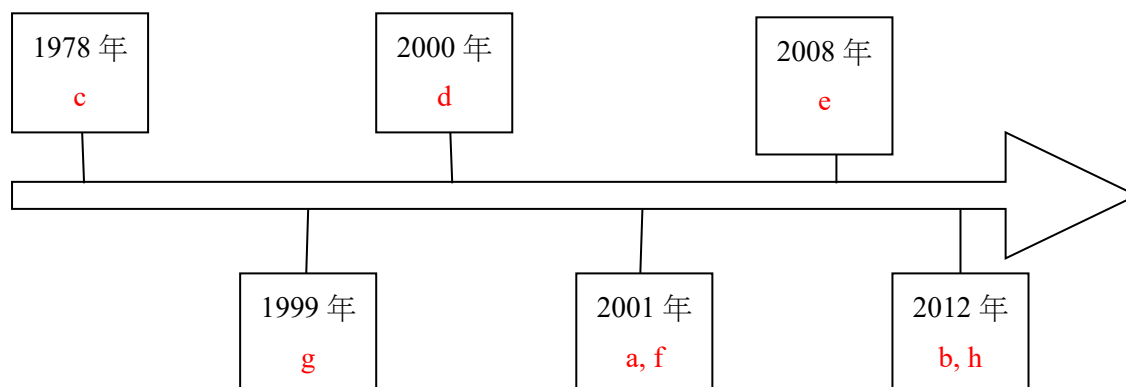 1978 年
c
2000 年
d
2008 年
e
1999 年
g
2001 年
a, f
2012 年
b, h